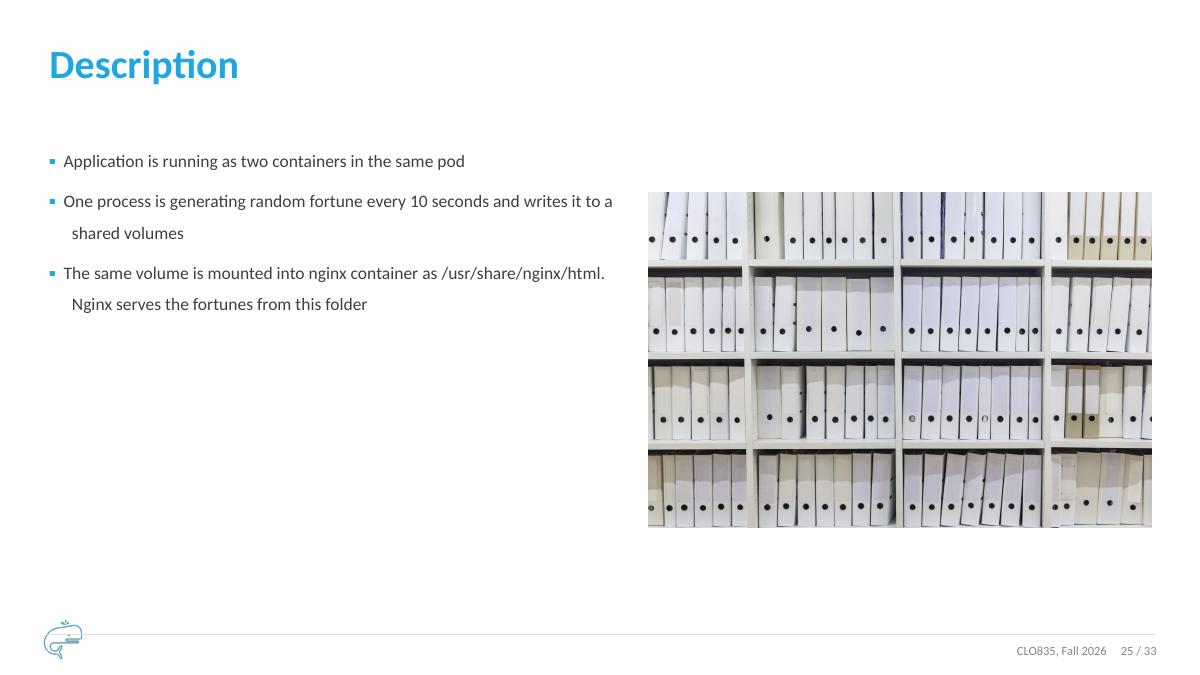 Description
▪ Application is running as two containers in the same pod
▪ One process is generating random fortune every 10 seconds and writes it to a
shared volumes
▪ The same volume is mounted into nginx container as /usr/share/nginx/html.
Nginx serves the fortunes from this folder
CLO835, Fall 2026 25 / 33